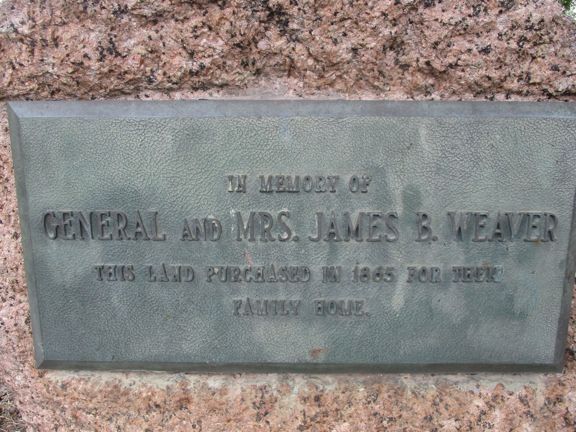 IN MEMORY OF
GENERAL AND MRS. JAMES B. WEAVER
THIS LAND PURCHASED IN 1865 FOR THEIR
FAMILY HOME.